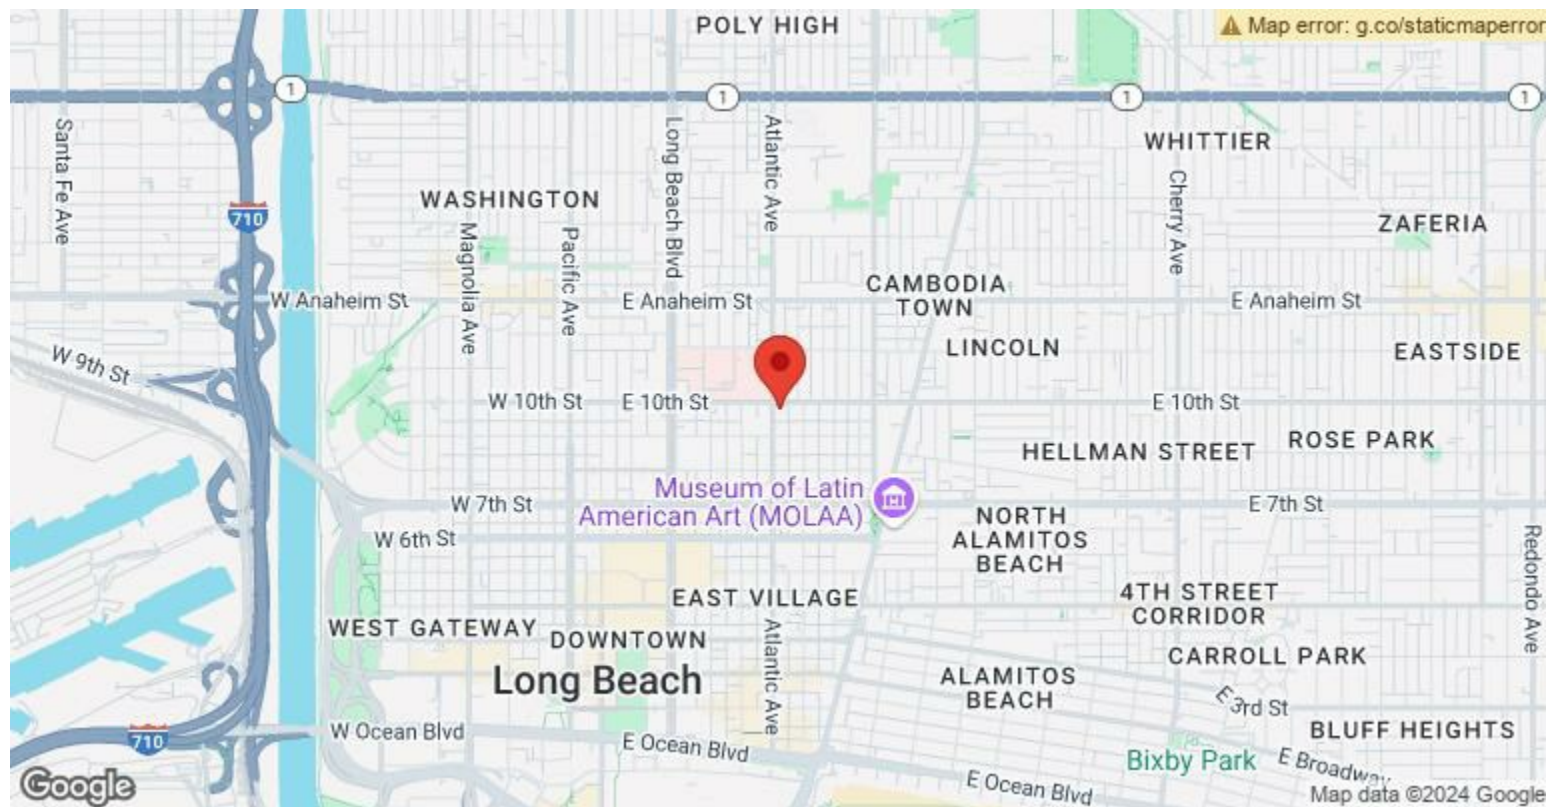 POLY HIGH
Map error: g.co/staticmaperror
1
1
1
1
Santa Fe Ave
Long Beach Blvd
Atlantic Ave
WHITTIER
WASHINGTON
Cherry Ave
710
ZAFERIA
Magnolia Ave
Pacific Ave
CAMBODIA
TOWN
W Anaheim St
E Anaheim St
E Anaheim St
LINCOLN
EASTSIDE
W 9th St
W 10th St
E 10th St
E 10th St
HELLMAN STREET
ROSE PARK
Museum of Latin
American Art (MOLAA)
W 7th St
E 7th St
NORTH
ALAMITOS
BEACH
W 6th St
Redondo Ave
EAST VILLAGE
4TH STREET
CORRIDOR
WEST GATEWAY
DOWNTOWN
Atlantic Ave
CARROLL PARK
Long Beach
ALAMITOS
BEACH
E 3rd St
W Ocean Blvd
710
E Ocean Blvd
BLUFF HEIGHTS
Bixby Park
E Broadway
E Ocean Blvd
Google
Map data ©2024 Google